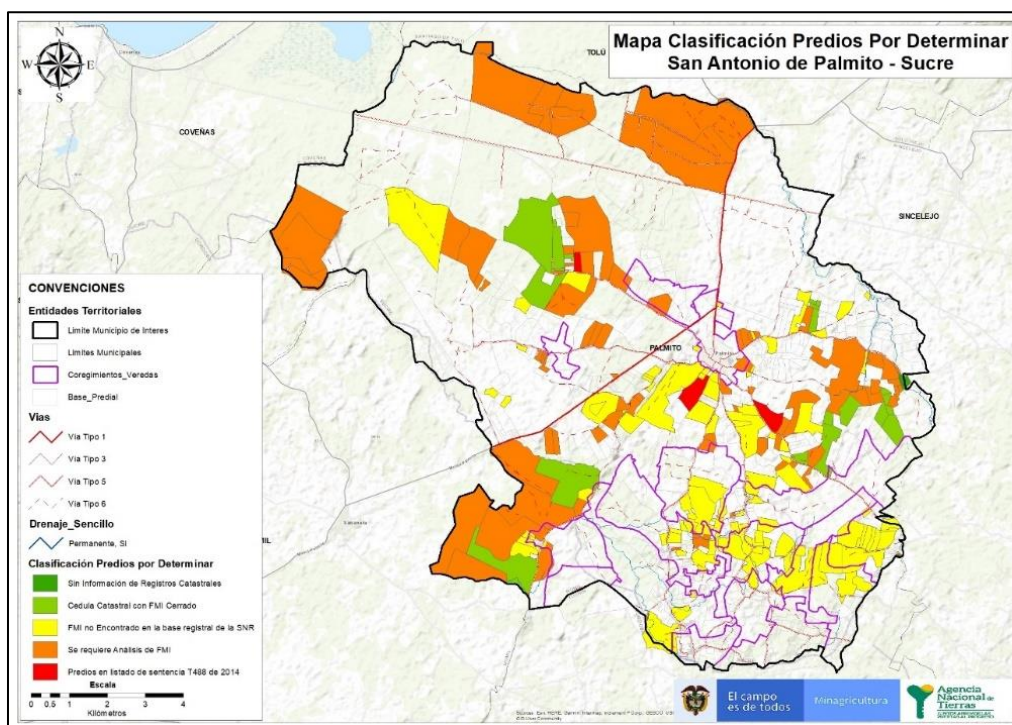 Mapa Clasificación Predios Por Determinar
San Antonio de Palmito - Sucre
N
W E
S
TOLÚ
COVEÑAS
SINCELEJO
PALMITO
MIL
CONVENCIONES
Entidades Territoriales
Limite Municipio de Interes
Limites Municipales
Coregimientos_Veredas
Base_Predial
Vias
Via Tipo 1
Via Tipo 3
Via Tipo 5
Via Tipo 6
Drenaje_Sencillo
Permanente, SI
Clasificación Predios por Determinar
Sin Información de Registros Catastrales
Cedula Catastral con FMI Cerrado
FMI no Encontrado en la base registral de la SNR
Se requiere Análisis de FMI
Predios en listado de sentencia T488 de 2014
Escala
0 0.5 1 2 3 4
Kilómetros
El campo
es de todos
Minagricultura
Agencia
Nacional de
Tierras